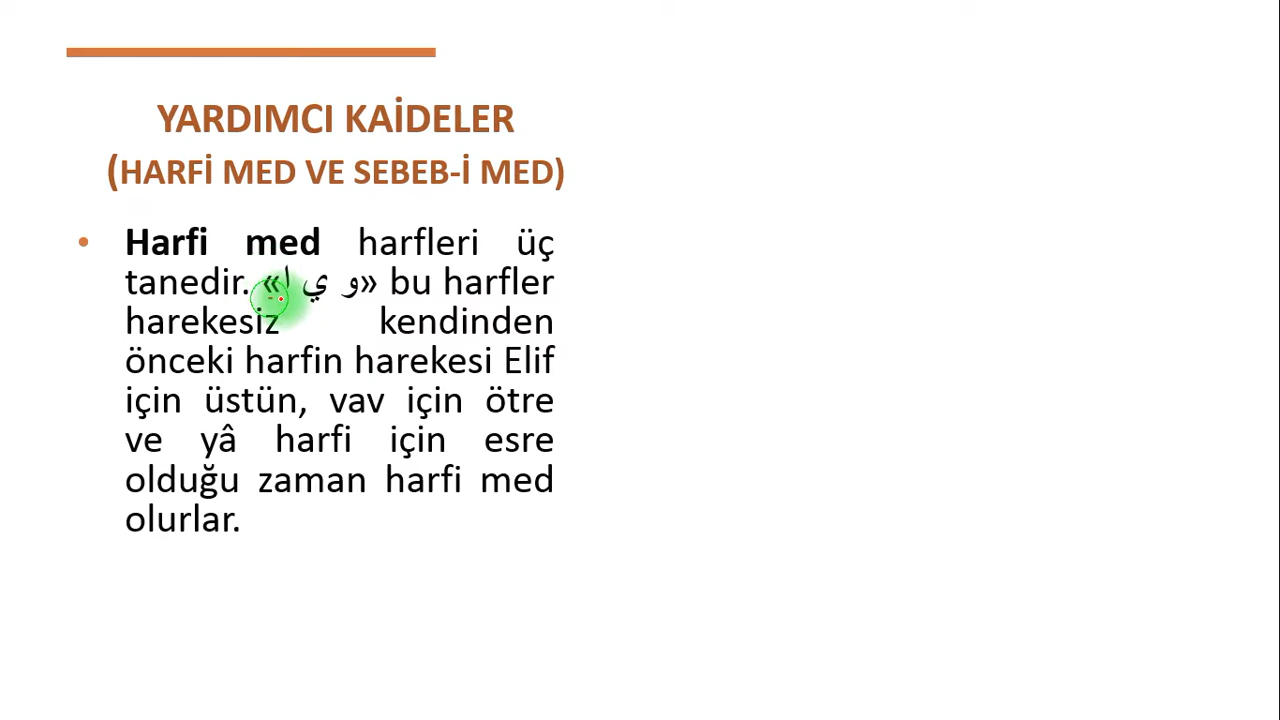 YARDIMCI KAİDELER
(HARFİ MED VE SEBEB-İ MED)
• Harfi med harfleri üç
tanedir. «و ي ا» bu harfler
harekesiz kendinden
önceki harfin harekesi Elif
için üstün, vav için ötre
ve yâ harfi için esre
olduğu zaman harfi med
olurlar.